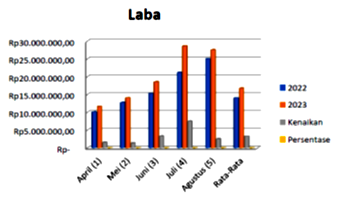 Laba
Rp30.000.000,00
Rp25.000.000,00
Rp20.000.000,00
Rp15.000.000,00
Rp10.000.000,00
Rp5.000.000,00
Rp-
April (1)
Mei (2)
Juni (3)
Juli (4)
Agustus (5)
Rata-Rata
2022
2023
Kenaikan
Persentase